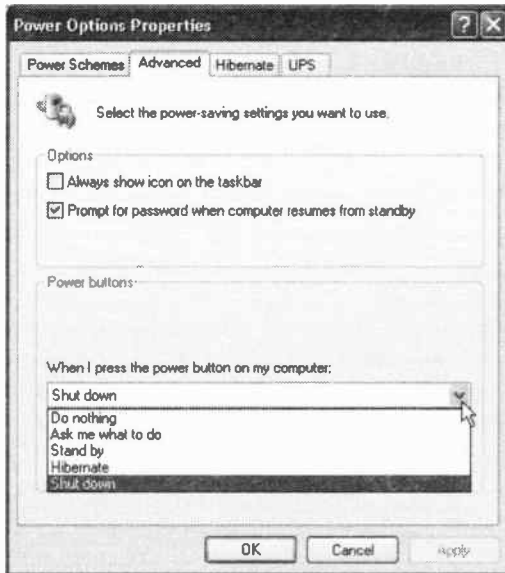 Power Options Properties
Power Schemes Advanced Hibernate UPS
Select the power-saving settings you want to use.
Options
Always show icon on the taskbar
Prompt for password when computer resumes from standby
Power buttons
When I press the power button on my computer:
Shut down
Do nothing
Ask me what to do
Stand by
Hibernate
Shut down
OK Cancel Apply